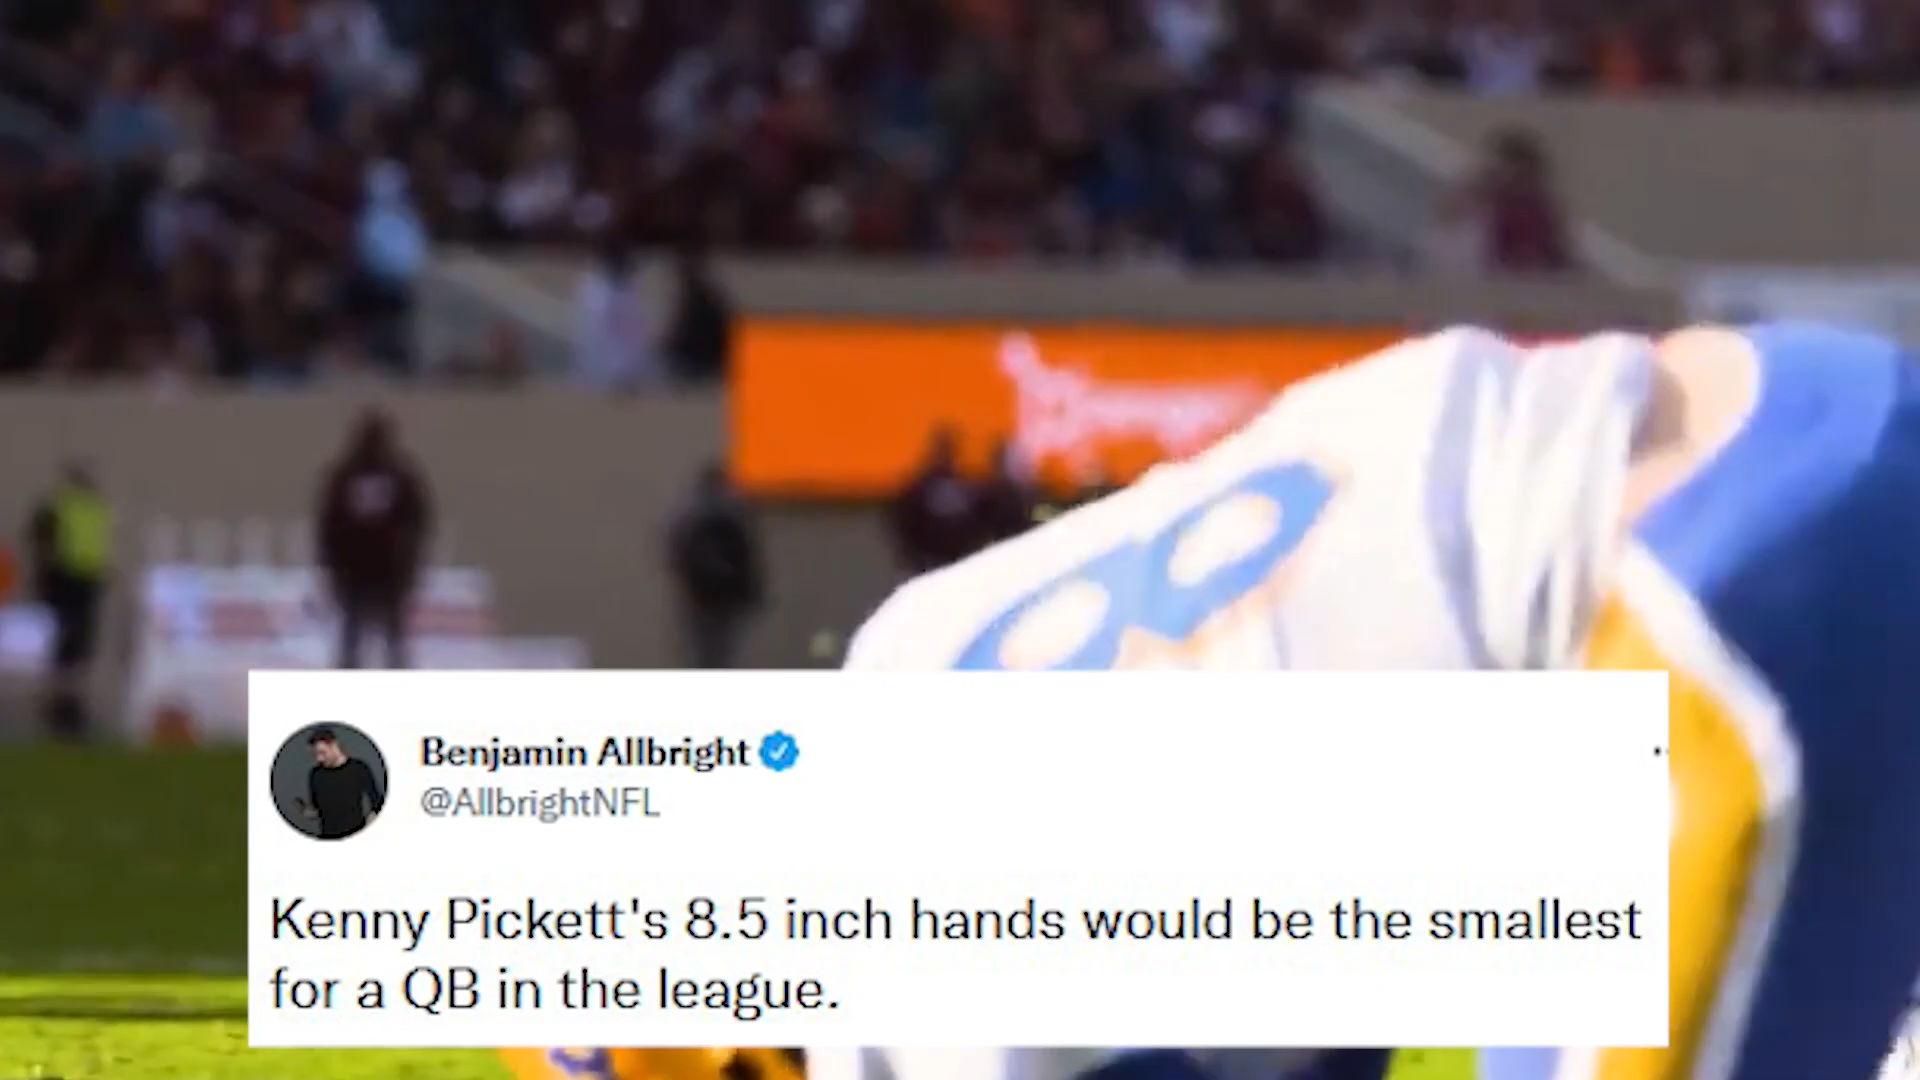 Benjamin Allbright
@AllbrightNFL
Kenny Pickett's 8.5 inch hands would be the smallest
for a QB in the league.